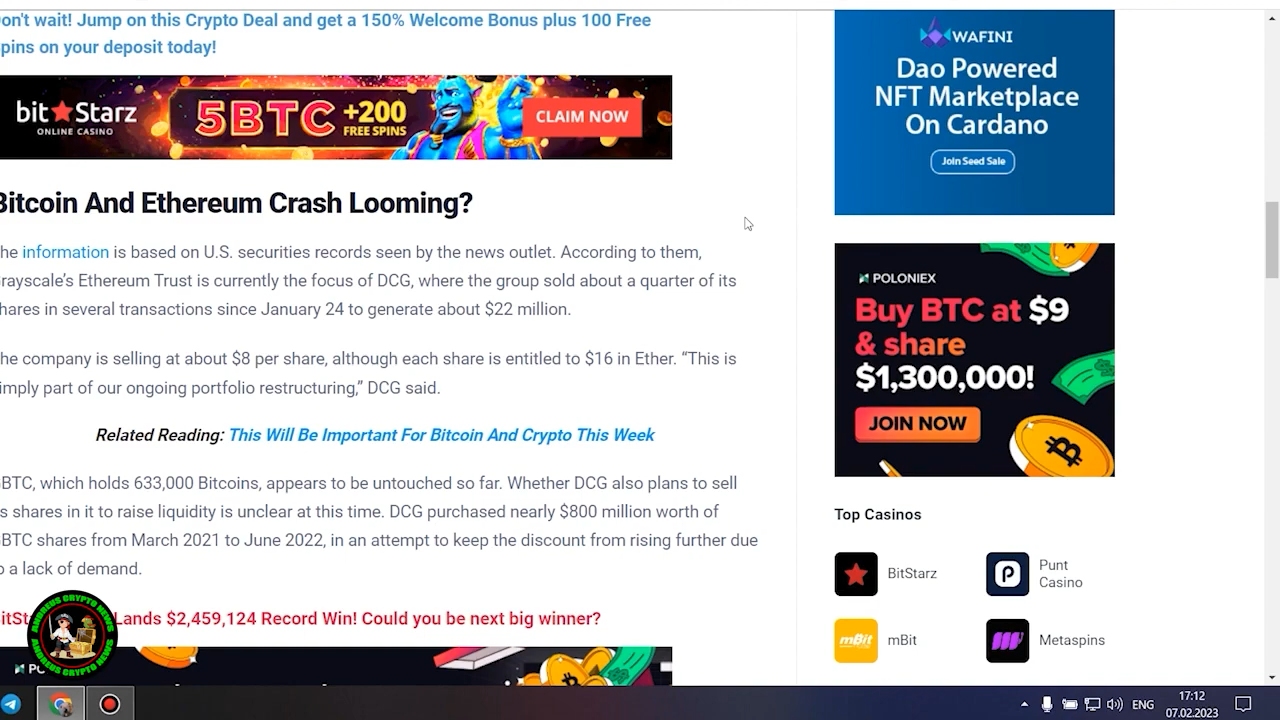 on't wait! Jump on this Crypto Deal and get a 150% Welcome Bonus plus 100 Free
pins on your deposit today!
bit★Starz
ONLINE CASINO
5BTC +200
FREE SPINS
CLAIM NOW
Bitcoin And Ethereum Crash Looming?
he information is based on U.S. securities records seen by the news outlet. According to them,
rayscale's Ethereum Trust is currently the focus of DCG, where the group sold about a quarter of its
hares in several transactions since January 24 to generate about $22 million.
he company is selling at about $8 per share, although each share is entitled to $16 in Ether. “This is
imply part of our ongoing portfolio restructuring,” DCG said.
Related Reading: This Will Be Important For Bitcoin And Crypto This Week
BTC, which holds 633,000 Bitcoins, appears to be untouched so far. Whether DCG also plans to sell
s shares in it to raise liquidity is unclear at this time. DCG purchased nearly $800 million worth of
BTC shares from March 2021 to June 2022, in an attempt to keep the discount from rising further due
o a lack of demand.
itSt
Lands $2,459,124 Record Win! Could you be next big winner?
WAFINI
Dao Powered
NFT Marketplace
On Cardano
Join Seed Sale
POLONIEX
Buy BTC at $9
& share
$1,300,000!
JOIN NOW
Top Casinos
BitStarz
Punt
Casino
mBit
mBit
Metaspins
ANDREUS CRYPTO NEWS
ANDREUS CRYPTO NEWS
ENG
17:12
07.02.2023